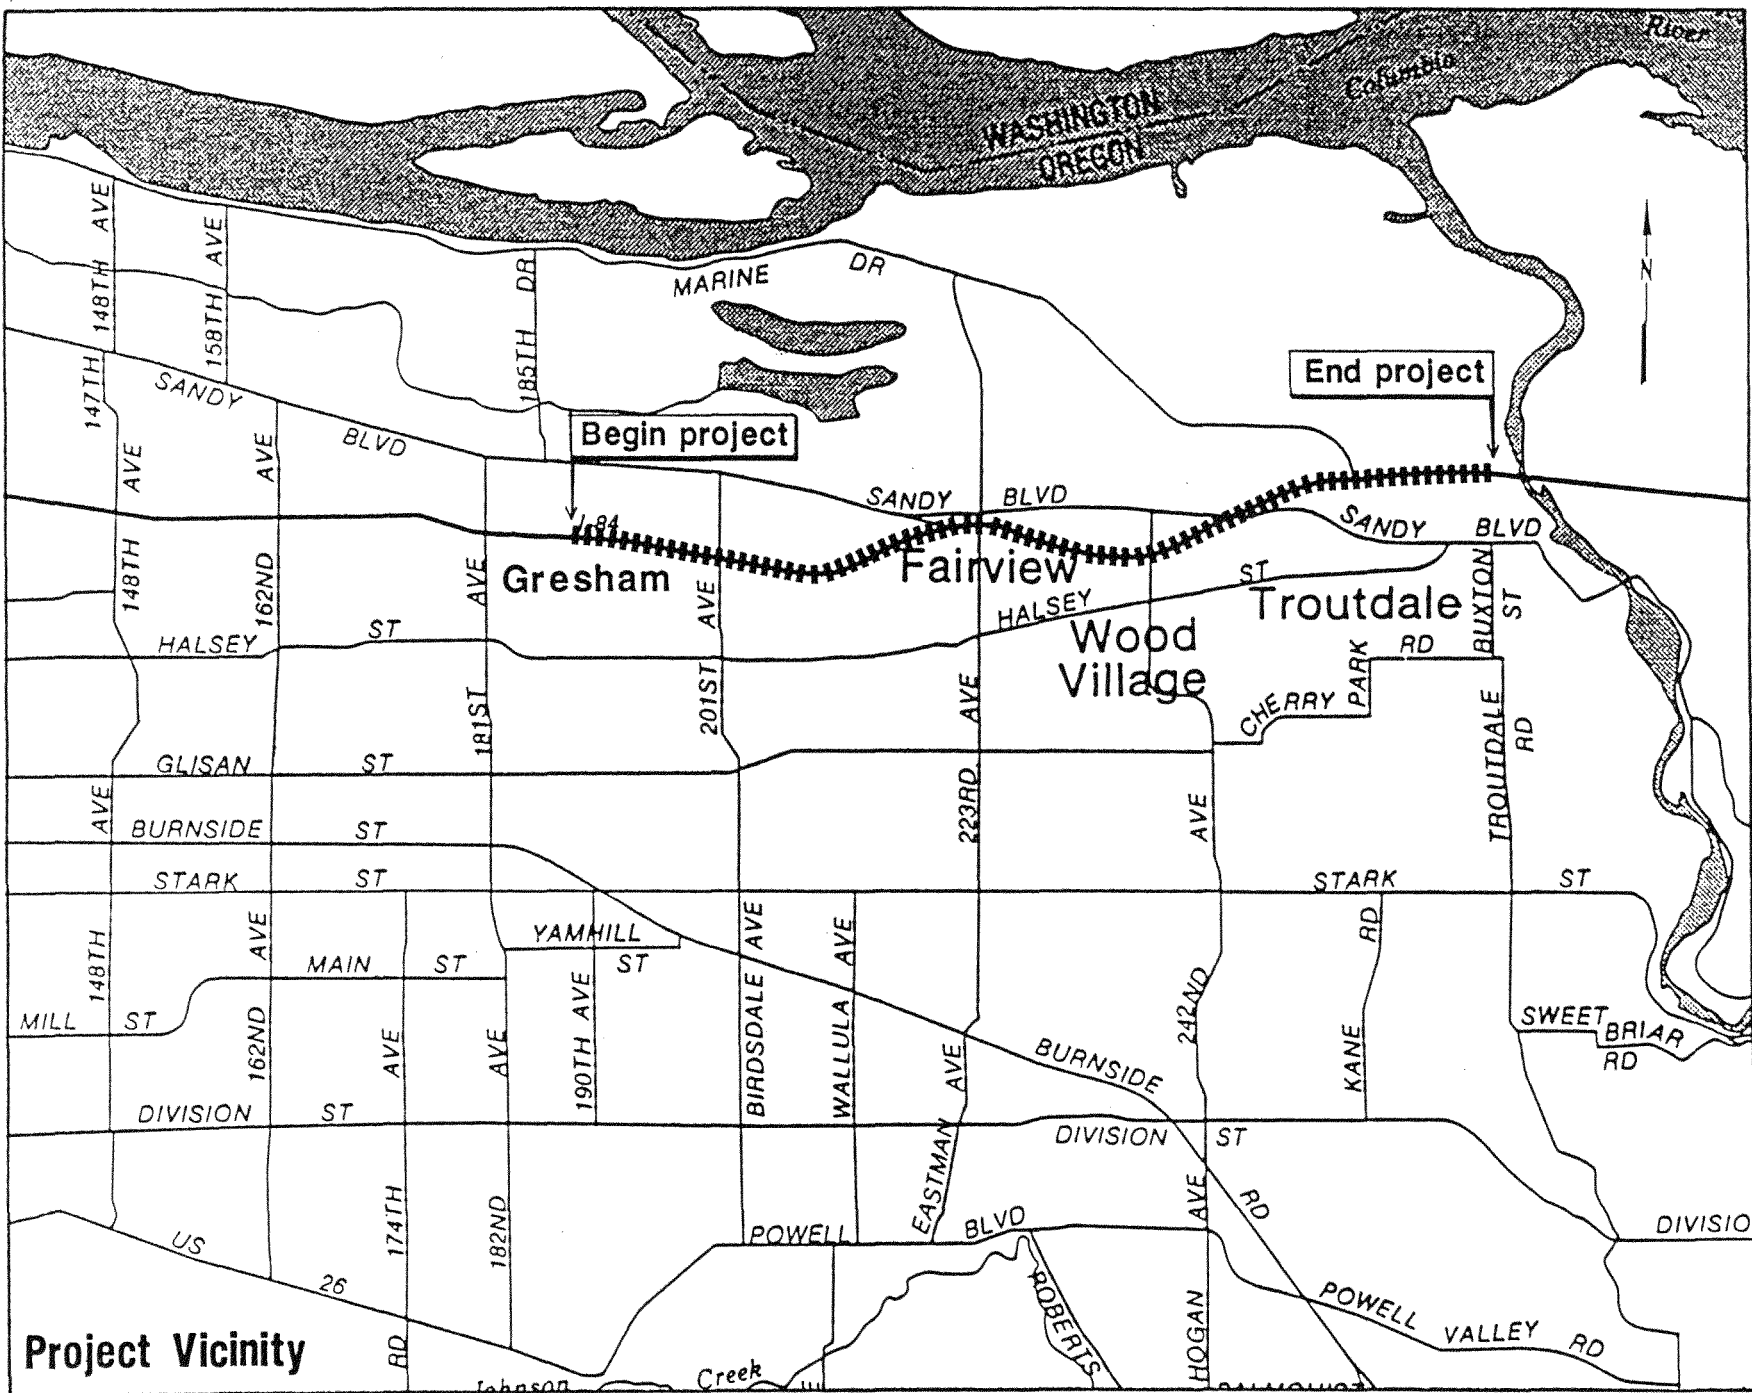 River
Columbia
WASHINGTON
OREGON
148TH AVE
158TH AVE
185TH DR
MARINE DR
N
147TH
SANDY BLVD
End project
Begin project
148TH AVE
162ND AVE
SANDY BLVD
I-84
SANDY BLVD
Gresham
Fairview
181ST AVE
201ST AVE
HALSEY ST
Troutdale
BUXTON ST
HALSEY ST
Wood
Village
CHERRY PARK RD
223RD AVE
TROUTDALE RD
GLISAN ST
AVE
BURNSIDE ST
AVE
STARK ST
STARK ST
148TH
162ND AVE
YAMHILL ST
MAIN ST
MILL ST
174TH AVE
182ND AVE
190TH AVE
BIRDSDALE AVE
WALLULA AVE
EASTMAN AVE
242ND
KANE RD
SWEET BRIAR
RD
BURNSIDE RD
DIVISION ST
DIVISION ST
AVE
DIVISIO
US 26
POWELL BLVD
ROBERTS
HOGAN
POWELL VALLEY RD
RD
Project Vicinity
Johnson Creek